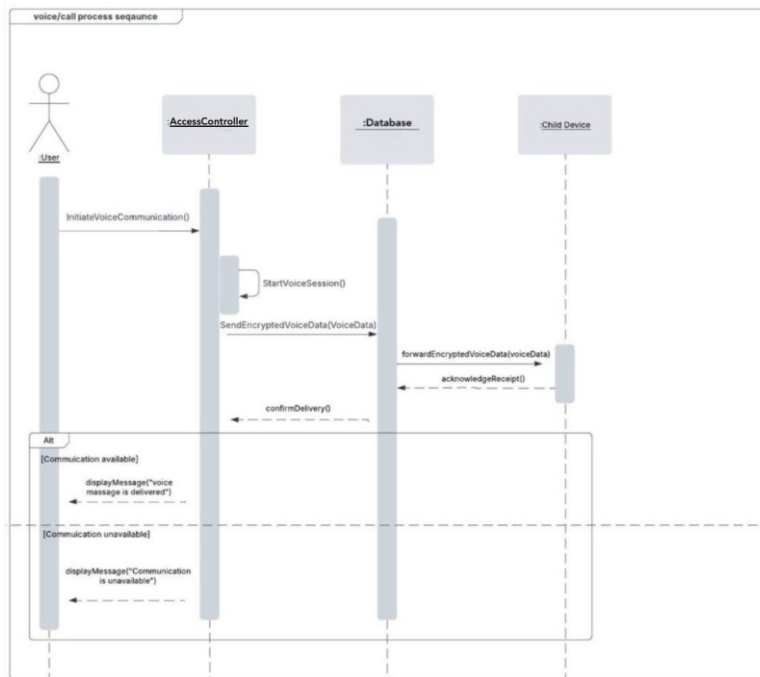 voice/call process seqaunce
:AccessController
:Database
:Child Device
:User
InitiateVoiceCommunication()
StartVoiceSession()
SendEncryptedVoiceData(VoiceData)
forwardEncryptedVoiceData(voiceData)
acknowledgeReceipt()
confirmDelivery()
Alt
[Commuication available]
displayMessage("voice
massage is delivered")
[Commuication unavailable]
displayMessage("Communication
is unavailable")